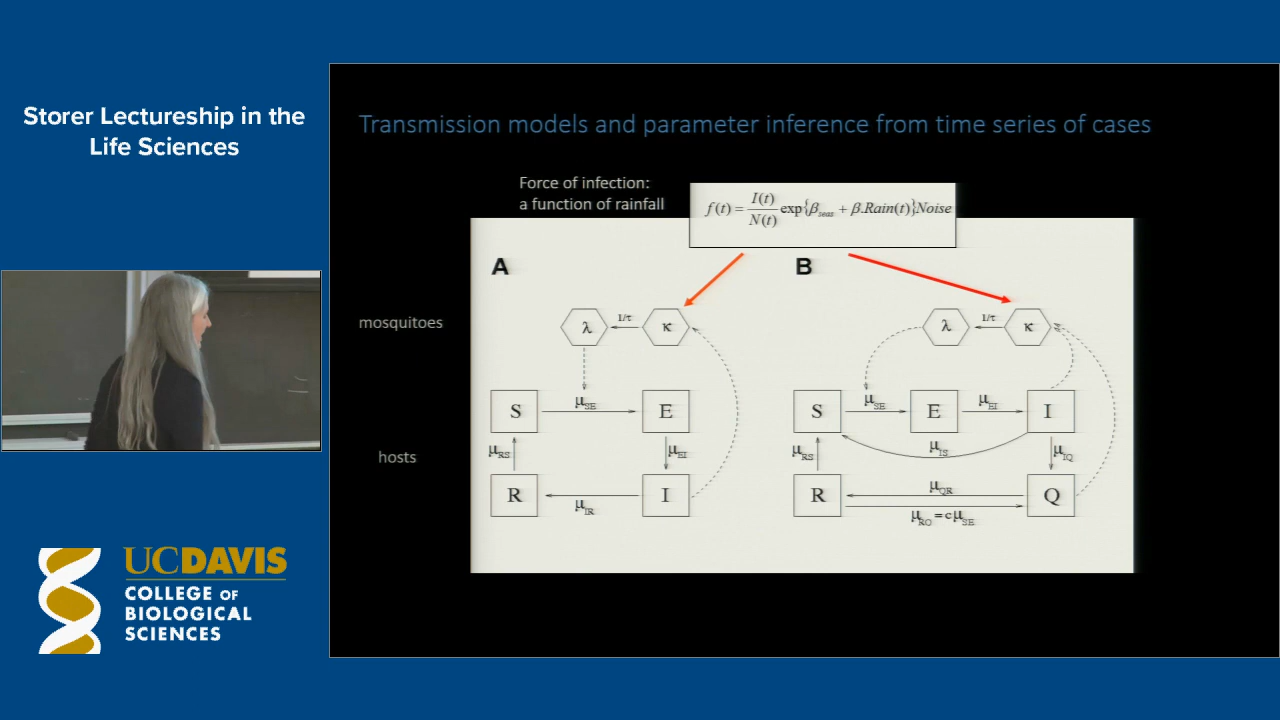 Storer Lectureship in the
Life Sciences
UCDAVIS
COLLEGE OF
BIOLOGICAL
SCIENCES
Transmission models and parameter inference from time series of cases
Force of infection:
a function of rainfall
f(t) = I(t)/N(t) exp{β_seas + β.Rain(t)}Noise
mosquitoes
hosts
A
λ 1/τ κ
S μ_SE E
μ_RS μ_EI
R μ_IR I
B
λ 1/τ κ
S μ_SE E μ_EI I
μ_RS μ_IS μ_IQ
R μ_QR Q
μ_RQ = cμ_SE